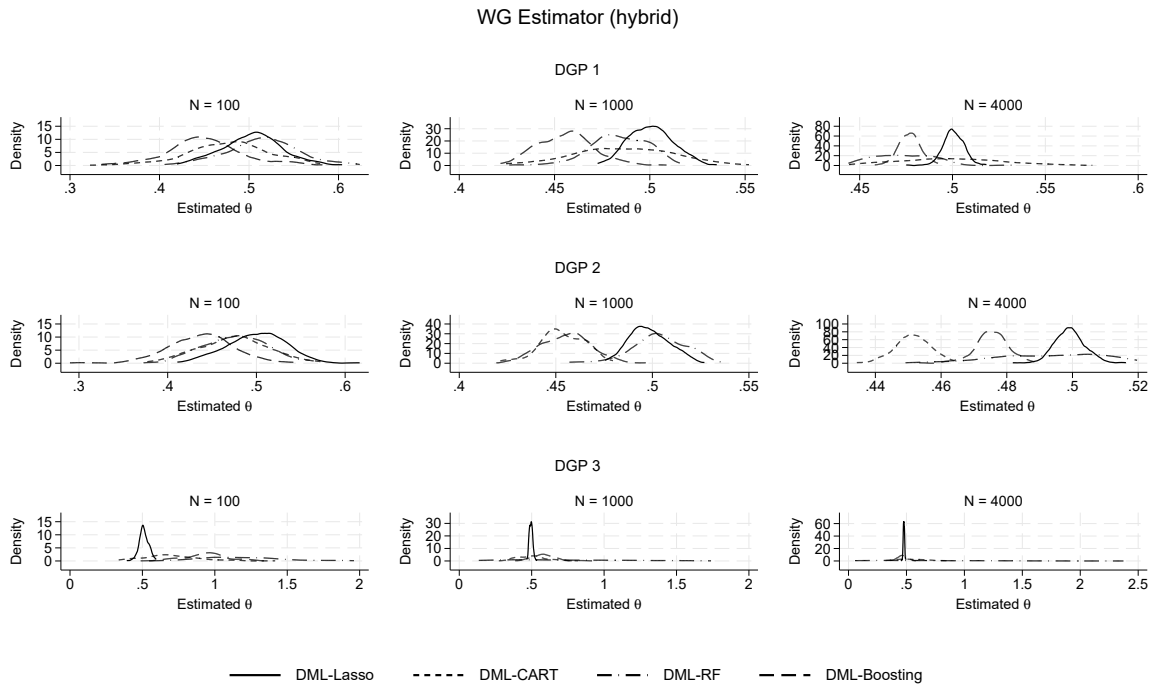 WG Estimator (hybrid)
DGP 1
N = 100
Density
15
10
5
0
.3 .4 .5 .6
Estimated θ
N = 1000
Density
30
20
10
0
.4 .45 .5 .55
Estimated θ
N = 4000
Density
80
60
40
20
0
.45 .5 .55 .6
Estimated θ
DGP 2
N = 100
Density
15
10
5
0
.3 .4 .5 .6
Estimated θ
N = 1000
Density
40
30
20
10
0
.4 .45 .5 .55
Estimated θ
N = 4000
Density
100
80
60
40
20
0
.44 .46 .48 .5 .52
Estimated θ
DGP 3
N = 100
Density
15
10
5
0
0 .5 1 1.5 2
Estimated θ
N = 1000
Density
30
20
10
0
0 .5 1 1.5 2
Estimated θ
N = 4000
Density
60
40
20
0
0 .5 1 1.5 2 2.5
Estimated θ
DML-Lasso DML-CART DML-RF DML-Boosting